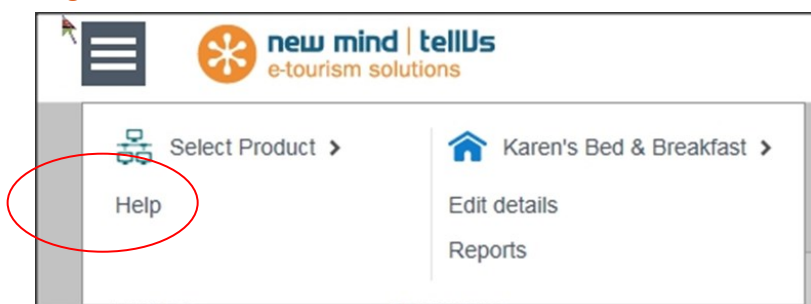 new mind | tellUs
e-tourism solutions
Select Product >
Help
Karen's Bed & Breakfast >
Edit details
Reports